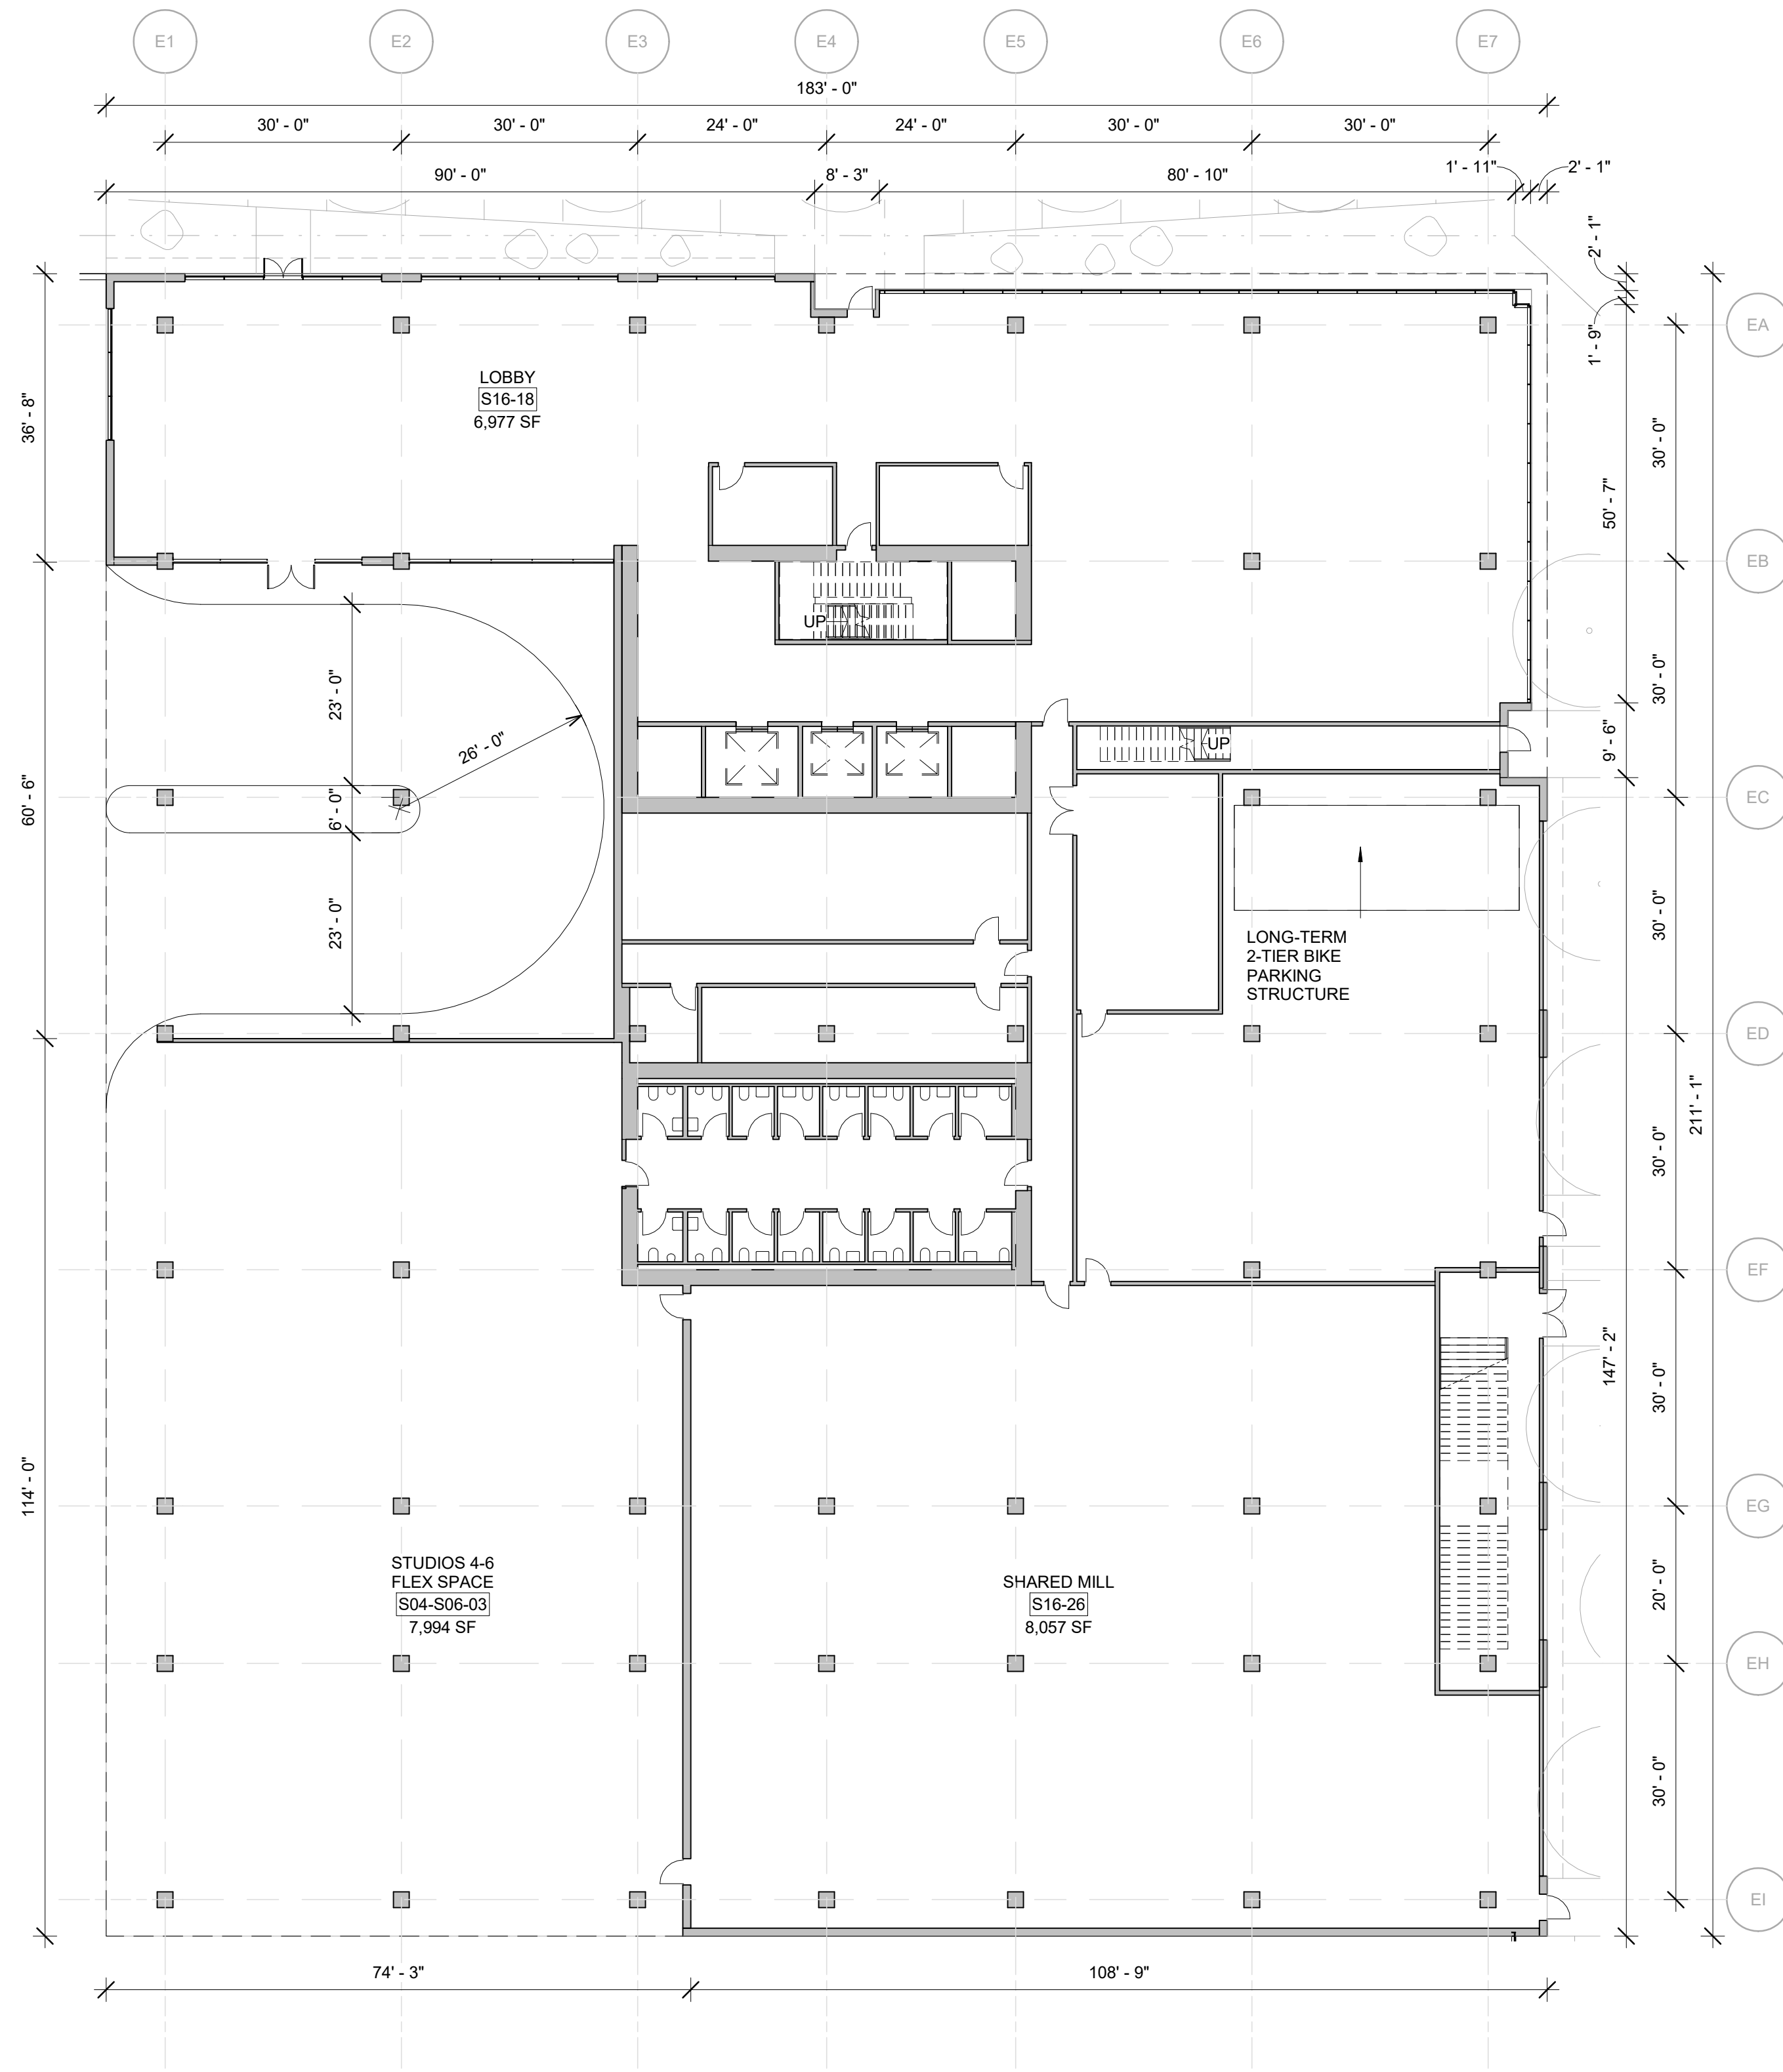 E1 E2 E3 E4 E5 E6 E7
183' - 0"
30' - 0" 30' - 0" 24' - 0" 24' - 0" 30' - 0" 30' - 0"
90' - 0" 8' - 3" 80' - 10" 1' - 11" 2' - 1"
2' - 1"
EA
1' - 9"
LOBBY
S16-18
6,977 SF
36' - 8"
30' - 0"
50' - 7"
EB
UP
23' - 0"
30' - 0"
26' - 0"
UP
9' - 6"
60' - 6"
6' - 0"
EC
23' - 0"
30' - 0"
LONG-TERM
2-TIER BIKE
PARKING
STRUCTURE
ED
211' - 1"
30' - 0"
EF
147' - 2"
30' - 0"
114' - 0"
EG
STUDIOS 4-6
FLEX SPACE
S04-S06-03
7,994 SF
SHARED MILL
S16-26
8,057 SF
20' - 0"
EH
30' - 0"
EI
74' - 3" 108' - 9"